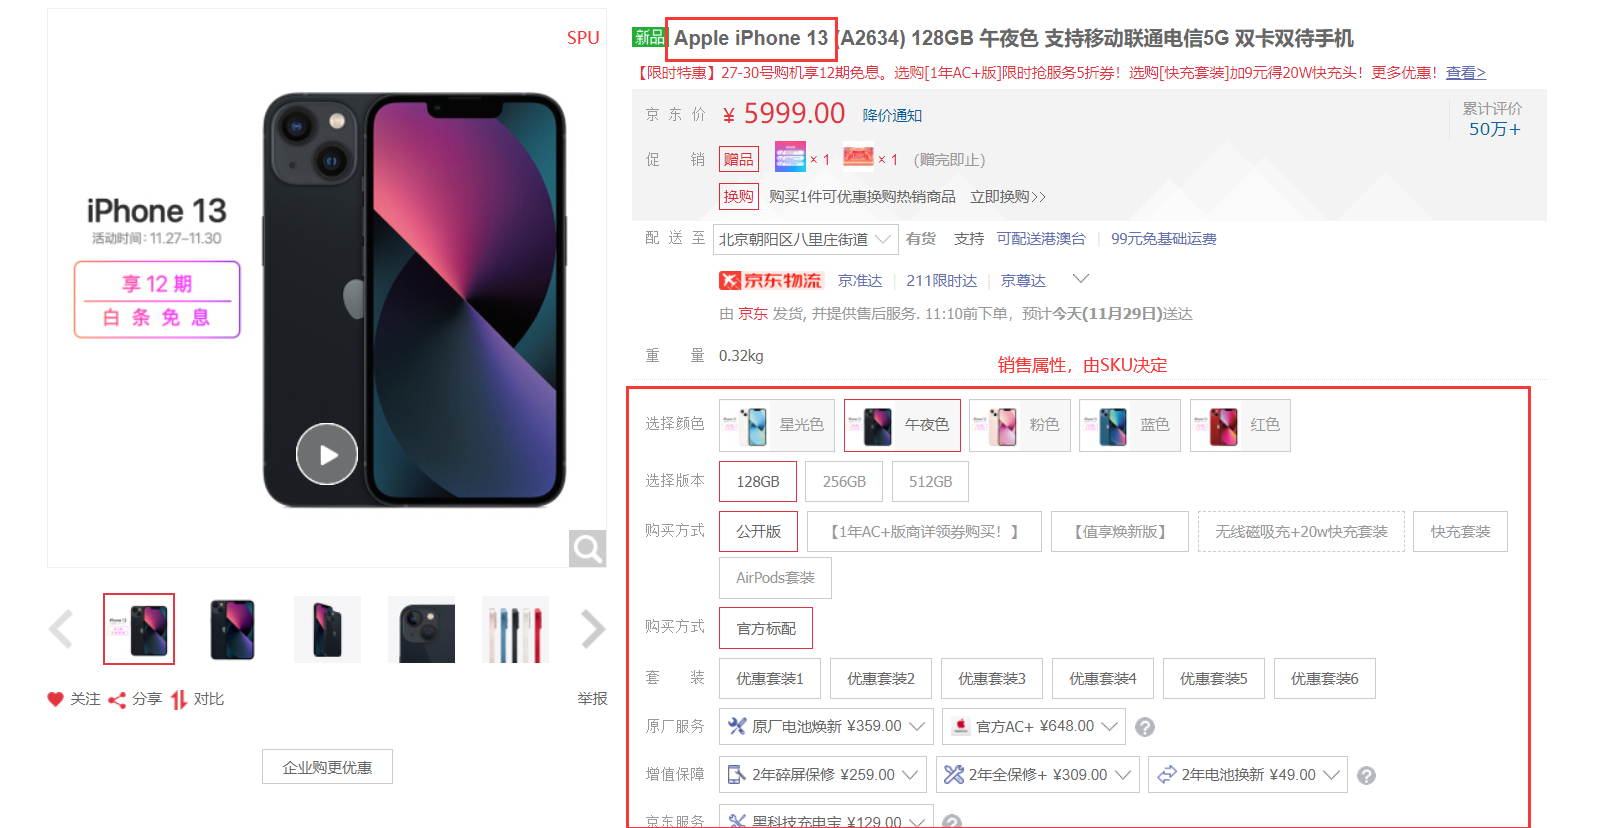 SPU
新品 Apple iPhone 13 (A2634) 128GB 午夜色 支持移动联通电信5G 双卡双待手机
【限时特惠】27-30号购机享12期免息。选购[1年AC+版]限时抢服务5折券！选购[快充套装]加9元得20W快充头！更多优惠！ 查看>
京东价 ¥ 5999.00 降价通知
累计评价
50万+
促销 赠品 × 1 × 1 (赠完即止)
换购 购买1件可优惠换购热销商品 立即换购>>
iPhone 13
活动时间：11.27–11.30
享 12 期
白 条 免 息
配送至 北京朝阳区八里庄街道 有货 支持 可配送港澳台 99元免基础运费
京东物流 京准达 211限时达 京尊达
由 京东 发货, 并提供售后服务. 11:10前下单，预计今天(11月29日)送达
重量 0.32kg
销售属性，由SKU决定
选择颜色 星光色 午夜色 粉色 蓝色 红色
选择版本 128GB 256GB 512GB
购买方式 公开版 【1年AC+版商详领券购买！】 【值享焕新版】 无线磁吸充+20w快充套装 快充套装
AirPods套装
购买方式 官方标配
套装 优惠套装1 优惠套装2 优惠套装3 优惠套装4 优惠套装5 优惠套装6
原厂服务 原厂电池焕新 ¥359.00 官方AC+ ¥648.00 ?
增值保障 2年碎屏保修 ¥259.00 2年全保修+ ¥309.00 2年电池换新 ¥49.00 ?
京东服务 黑科技充电宝 ¥129.00 ?
关注 分享 对比 举报
企业购更优惠